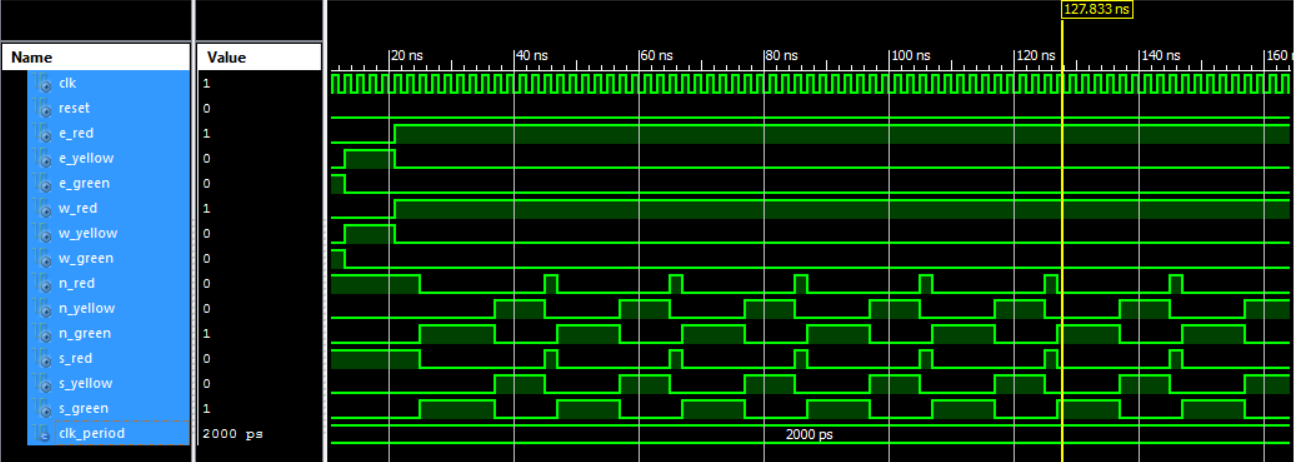 127.833 ns
Name Value 20 ns 40 ns 60 ns 80 ns 100 ns 120 ns 140 ns 160
clk 1
reset 0
e_red 1
e_yellow 0
e_green 0
w_red 1
w_yellow 0
w_green 0
n_red 0
n_yellow 0
n_green 1
s_red 0
s_yellow 0
s_green 1
clk_period 2000 ps 2000 ps